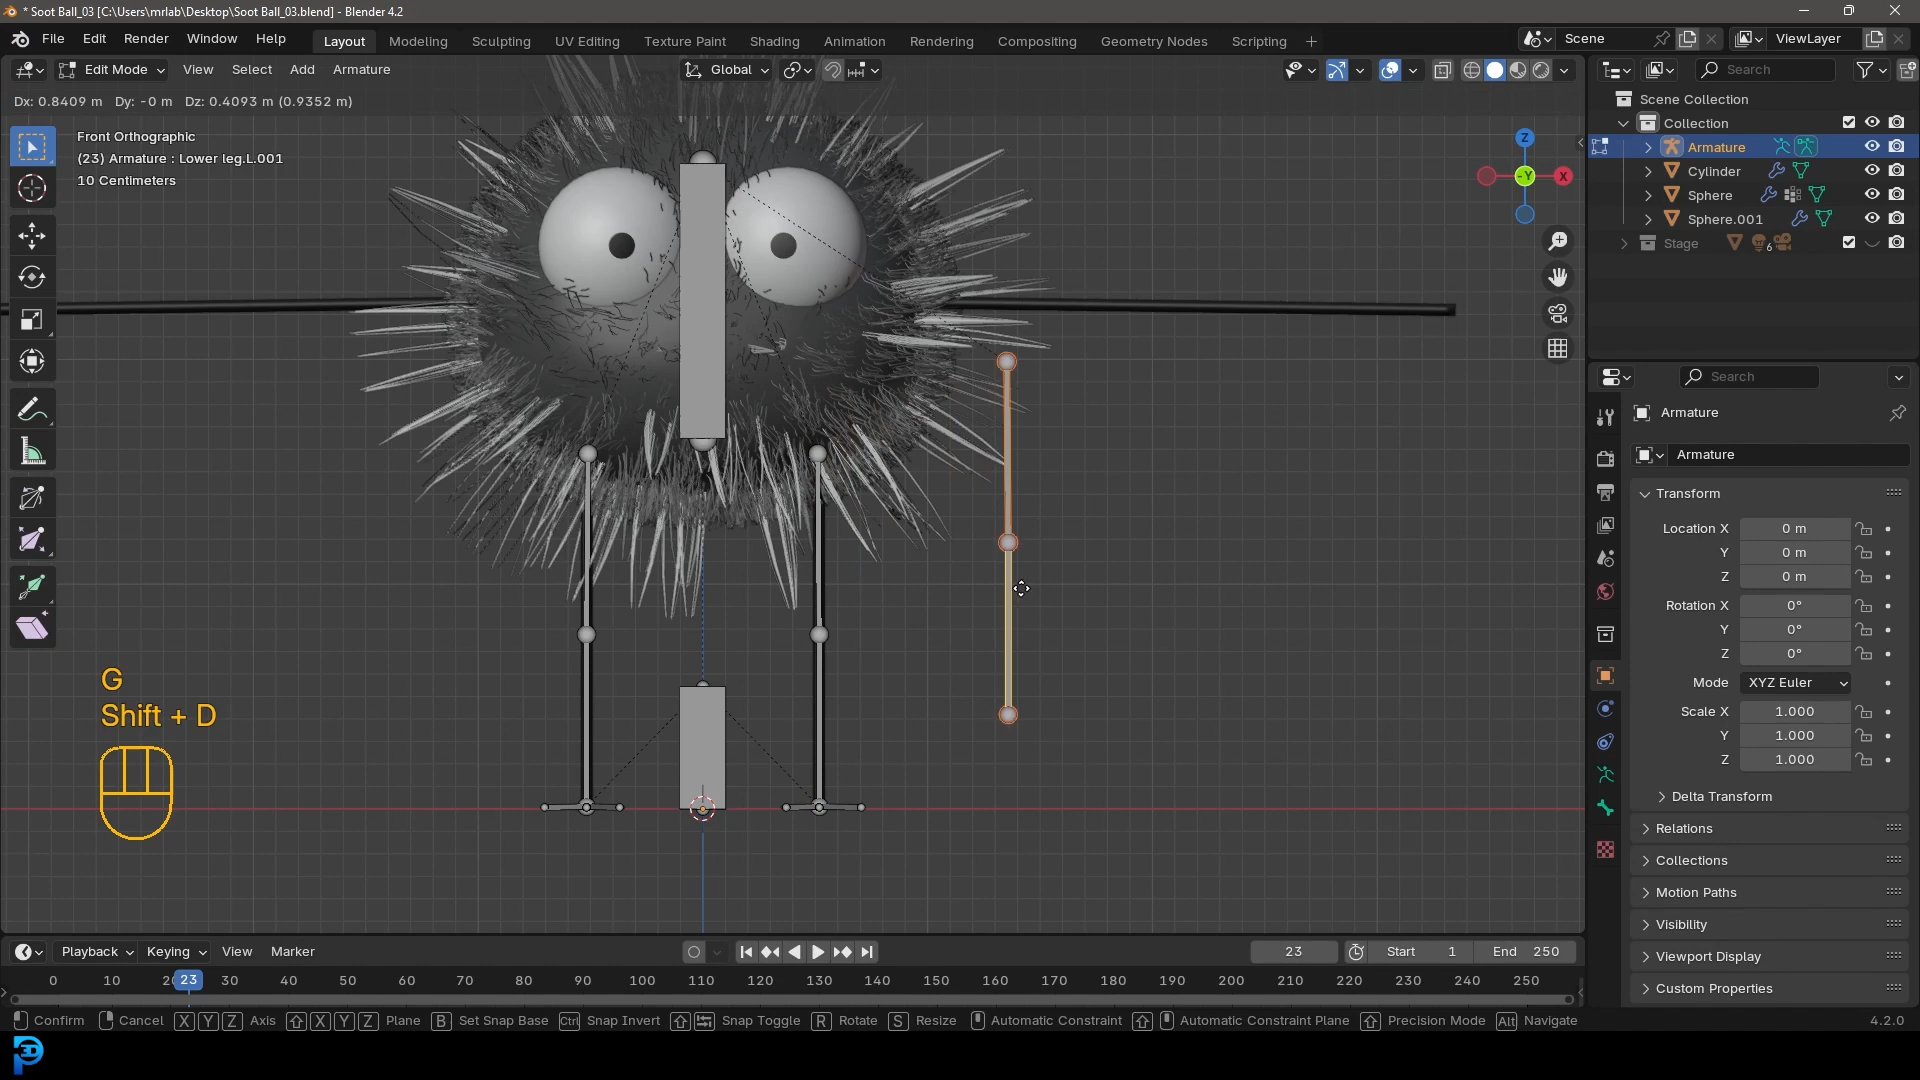 * Soot Ball_03 [C:\Users\mrlab\Desktop\Soot Ball_03.blend] - Blender 4.2
File Edit Render Window Help Layout Modeling Sculpting UV Editing Texture Paint Shading Animation Rendering Compositing Geometry Nodes Scripting + Scene ViewLayer
Edit Mode View Select Add Armature Global Search
Dx: 0.8409 m Dy: -0 m Dz: 0.4093 m (0.9352 m)
Front Orthographic
(23) Armature : Lower leg.L.001
10 Centimeters
Z
-Y X
Scene Collection
Collection
Armature
Cylinder
Sphere
Sphere.001
Stage 6
Search
Armature
Armature
Transform
Location X 0 m
Y 0 m
Z 0 m
Rotation X 0°
Y 0°
Z 0°
Mode XYZ Euler
Scale X 1.000
Y 1.000
Z 1.000
Delta Transform
Relations
Collections
Motion Paths
Visibility
Viewport Display
Custom Properties
G
Shift + D
Playback Keying View Marker 23 Start 1 End 250
0 10 20 23 30 40 50 60 70 80 90 100 110 120 130 140 150 160 170 180 190 200 210 220 230 240 250
Confirm Cancel X Y Z Axis X Y Z Plane B Set Snap Base Ctrl Snap Invert Snap Toggle R Rotate S Resize Automatic Constraint Automatic Constraint Plane Precision Mode Alt Navigate 4.2.0
3D